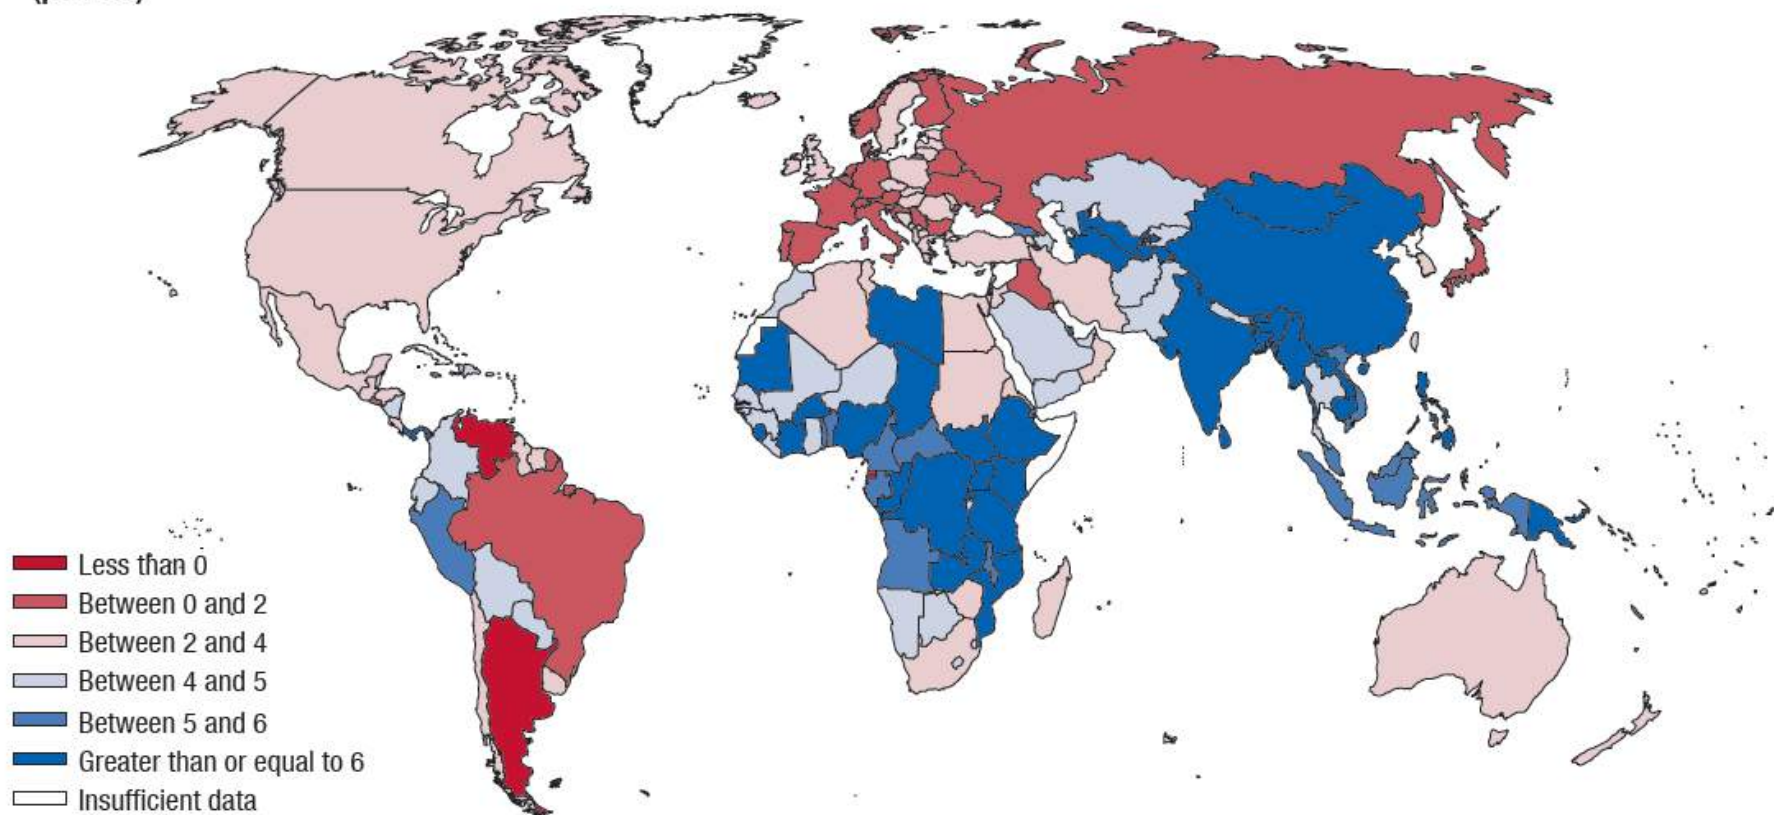 Less than 0
Between 0 and 2
Between 2 and 4
Between 4 and 5
Between 5 and 6
Greater than or equal to 6
Insufficient data